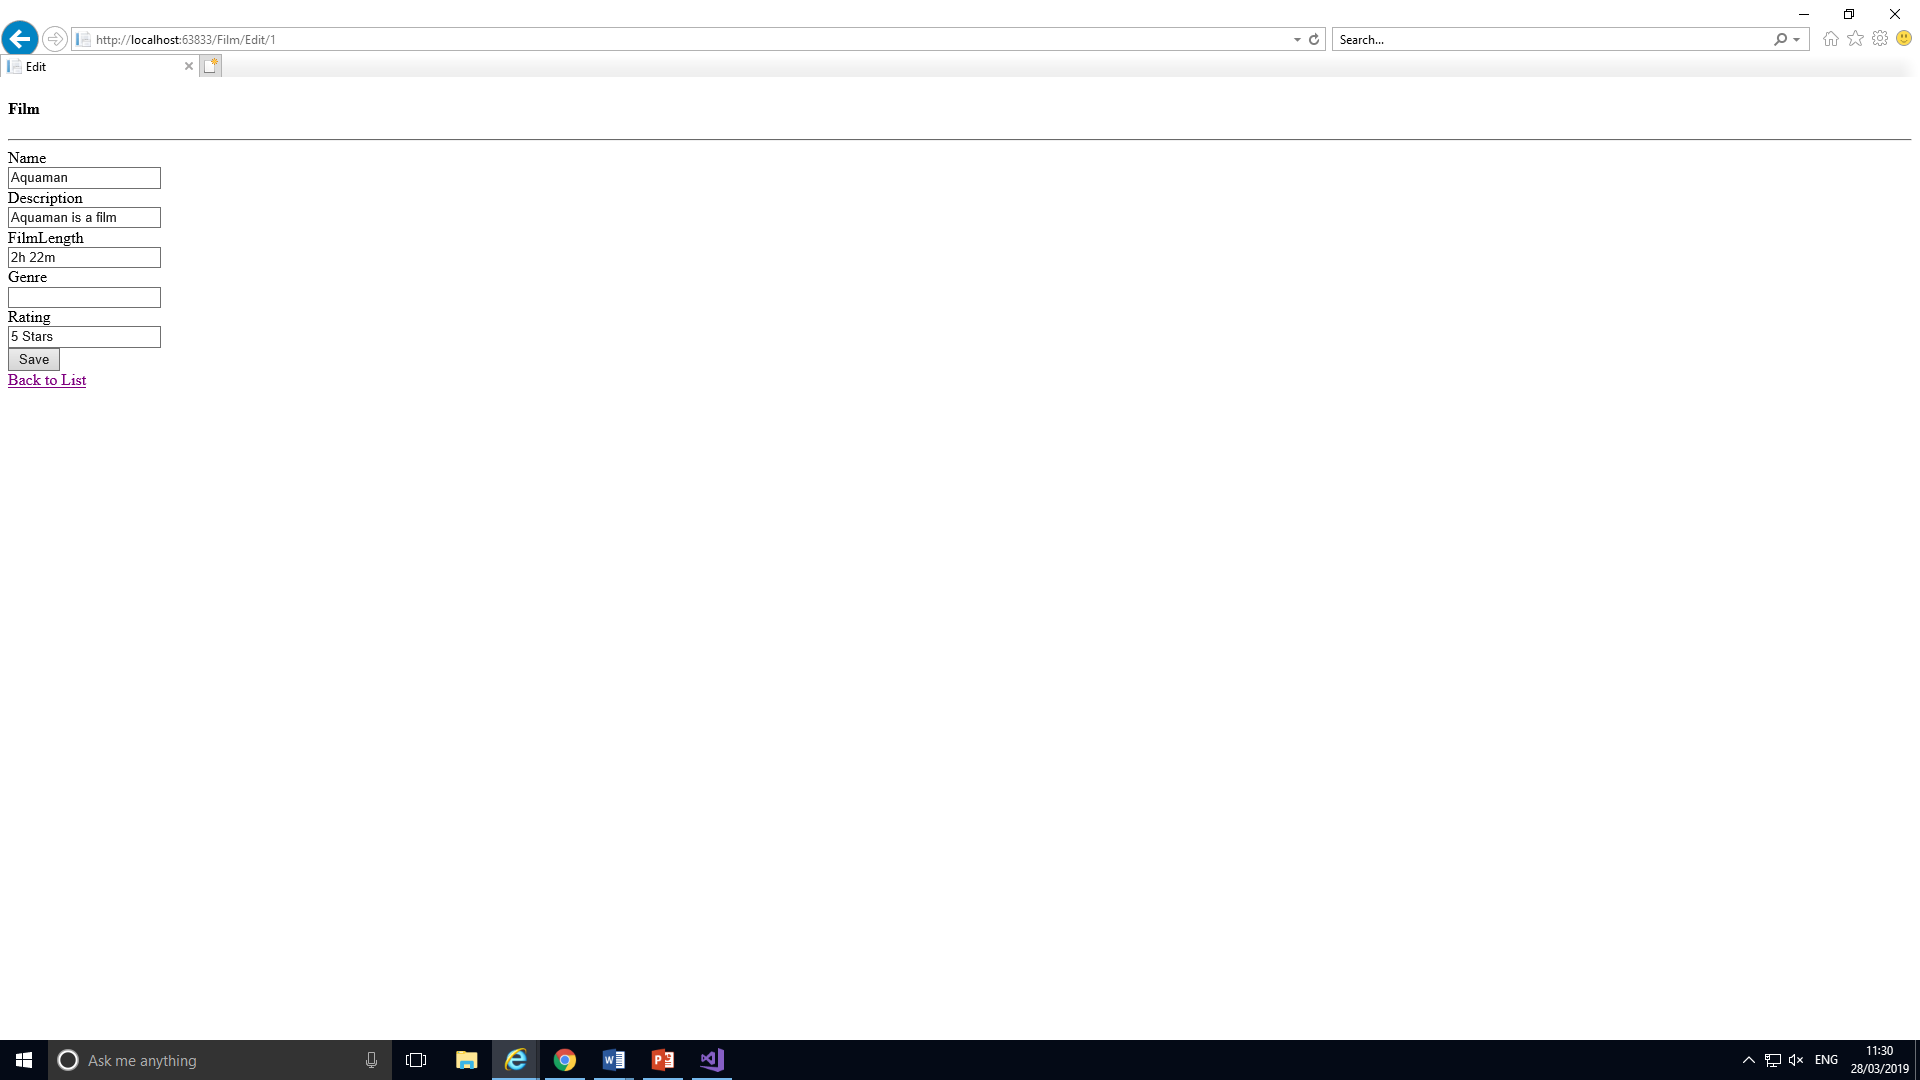 http://localhost:63833/Film/Edit/1
Search...
Edit
Film
Name
Aquaman
Description
Aquaman is a film
FilmLength
2h 22m
Genre
Rating
5 Stars
Save
Back to List
Ask me anything
ENG
11:30
28/03/2019